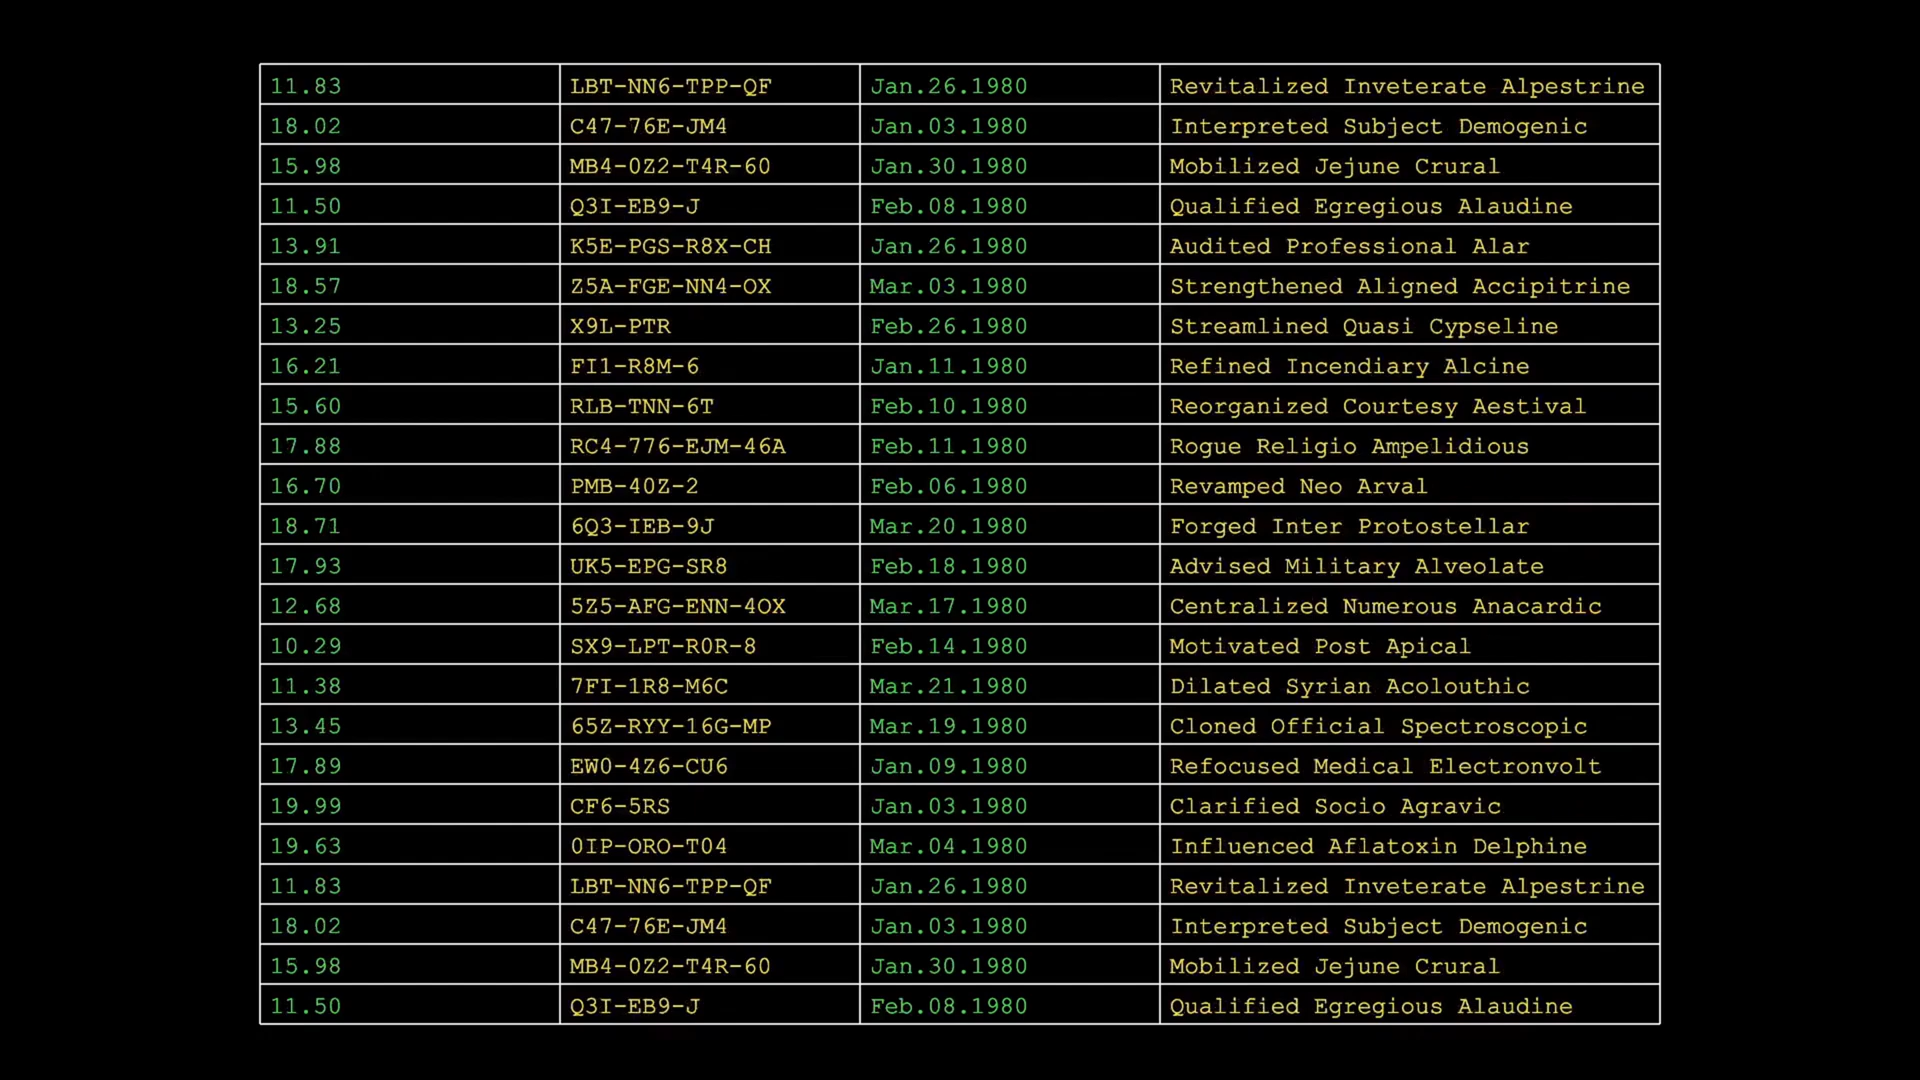 11.83 LBT-NN6-TPP-QF Jan.26.1980 Revitalized Inveterate Alpestrine
18.02 C47-76E-JM4 Jan.03.1980 Interpreted Subject Demogenic
15.98 MB4-0Z2-T4R-60 Jan.30.1980 Mobilized Jejune Crural
11.50 Q3I-EB9-J Feb.08.1980 Qualified Egregious Alaudine
13.91 K5E-PGS-R8X-CH Jan.26.1980 Audited Professional Alar
18.57 Z5A-FGE-NN4-OX Mar.03.1980 Strengthened Aligned Accipitrine
13.25 X9L-PTR Feb.26.1980 Streamlined Quasi Cypseline
16.21 FI1-R8M-6 Jan.11.1980 Refined Incendiary Alcine
15.60 RLB-TNN-6T Feb.10.1980 Reorganized Courtesy Aestival
17.88 RC4-776-EJM-46A Feb.11.1980 Rogue Religio Ampelidious
16.70 PMB-40Z-2 Feb.06.1980 Revamped Neo Arval
18.71 6Q3-IEB-9J Mar.20.1980 Forged Inter Protostellar
17.93 UK5-EPG-SR8 Feb.18.1980 Advised Military Alveolate
12.68 5Z5-AFG-ENN-4OX Mar.17.1980 Centralized Numerous Anacardic
10.29 SX9-LPT-R0R-8 Feb.14.1980 Motivated Post Apical
11.38 7FI-1R8-M6C Mar.21.1980 Dilated Syrian Acolouthic
13.45 65Z-RYY-16G-MP Mar.19.1980 Cloned Official Spectroscopic
17.89 EW0-4Z6-CU6 Jan.09.1980 Refocused Medical Electronvolt
19.99 CF6-5RS Jan.03.1980 Clarified Socio Agravic
19.63 0IP-ORO-T04 Mar.04.1980 Influenced Aflatoxin Delphine
11.83 LBT-NN6-TPP-QF Jan.26.1980 Revitalized Inveterate Alpestrine
18.02 C47-76E-JM4 Jan.03.1980 Interpreted Subject Demogenic
15.98 MB4-0Z2-T4R-60 Jan.30.1980 Mobilized Jejune Crural
11.50 Q3I-EB9-J Feb.08.1980 Qualified Egregious Alaudine